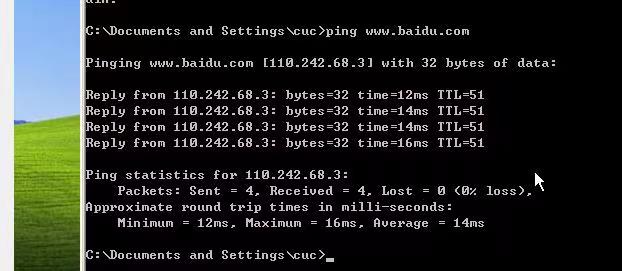 C:\Documents and Settings\cuc>ping www.baidu.com
Pinging www.baidu.com [110.242.68.3] with 32 bytes of data:
Reply from 110.242.68.3: bytes=32 time=12ms TTL=51
Reply from 110.242.68.3: bytes=32 time=14ms TTL=51
Reply from 110.242.68.3: bytes=32 time=14ms TTL=51
Reply from 110.242.68.3: bytes=32 time=16ms TTL=51
Ping statistics for 110.242.68.3:
    Packets: Sent = 4, Received = 4, Lost = 0 (0% loss),
Approximate round trip times in milli-seconds:
    Minimum = 12ms, Maximum = 16ms, Average = 14ms
C:\Documents and Settings\cuc>_